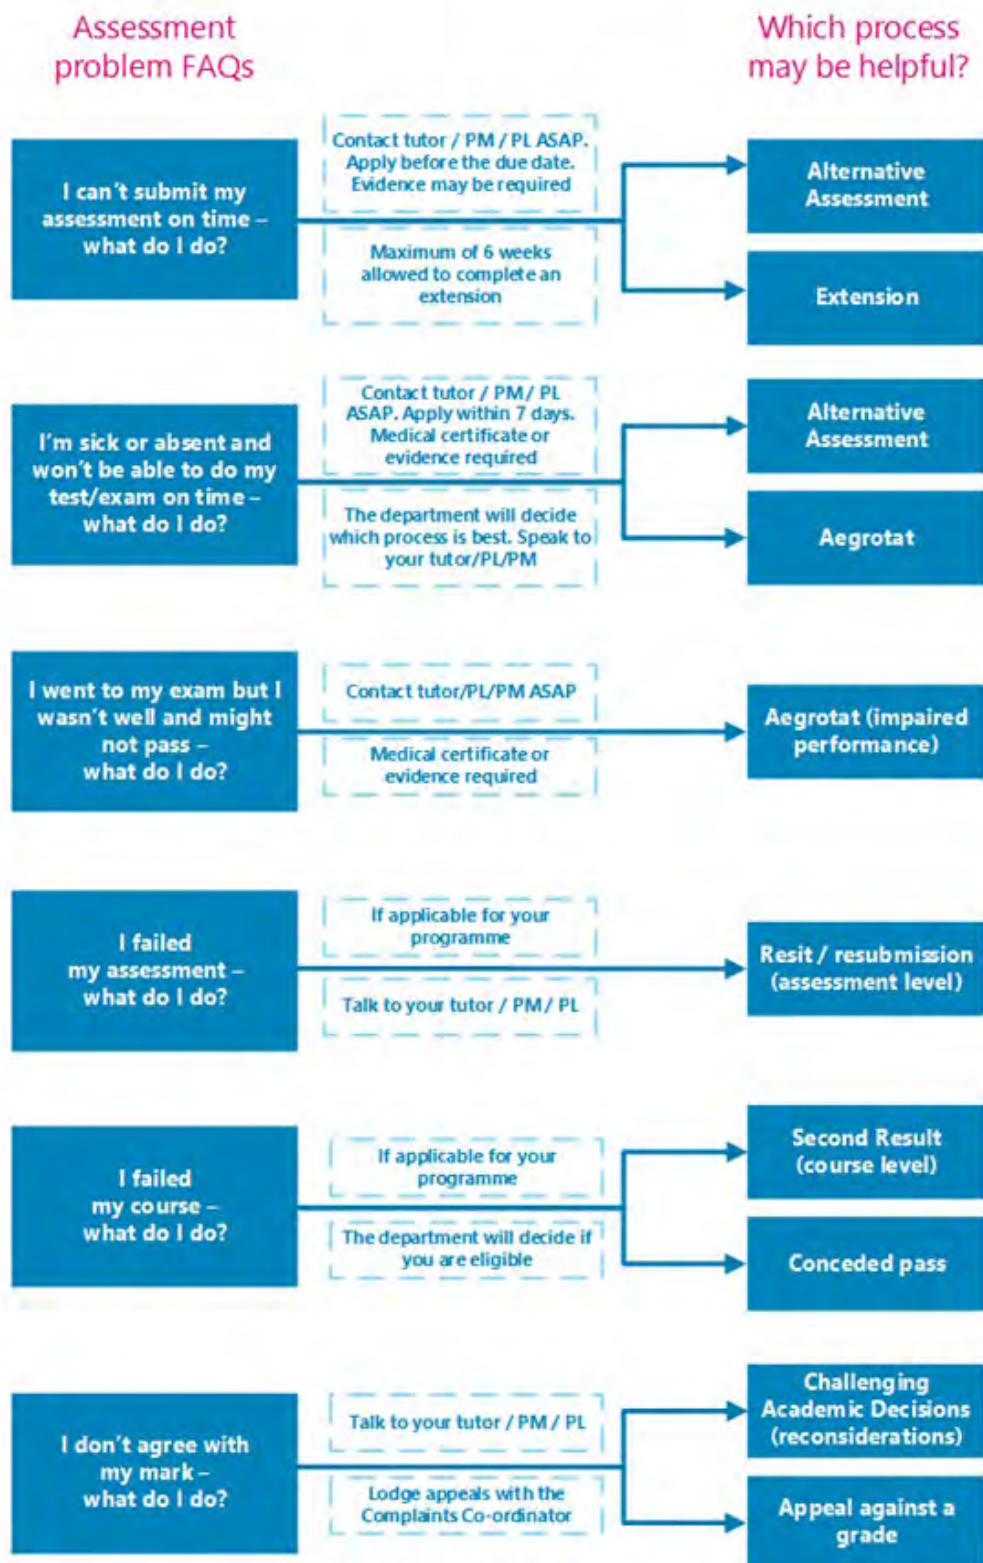 Assessment
problem FAQs
Which process
may be helpful?
I can't submit my
assessment on time –
what do I do?
Contact tutor / PM / PL ASAP.
Apply before the due date.
Evidence may be required
Maximum of 6 weeks
allowed to complete an
extension
Alternative
Assessment
Extension
I'm sick or absent and
won't be able to do my
test/exam on time –
what do I do?
Contact tutor / PM / PL
ASAP. Apply within 7 days.
Medical certificate or
evidence required
The department will decide
which process is best. Speak to
your tutor/PL/PM
Alternative
Assessment
Aegrotat
I went to my exam but I
wasn't well and might
not pass –
what do I do?
Contact tutor/PL/PM ASAP
Medical certificate or
evidence required
Aegrotat (impaired
performance)
I failed
my assessment –
what do I do?
If applicable for your
programme
Talk to your tutor / PM / PL
Resit / resubmission
(assessment level)
I failed
my course –
what do I do?
If applicable for your
programme
The department will decide if
you are eligible
Second Result
(course level)
Conceded pass
I don't agree with
my mark –
what do I do?
Talk to your tutor / PM / PL
Lodge appeals with the
Complaints Co-ordinator
Challenging
Academic Decisions
(reconsiderations)
Appeal against a
grade